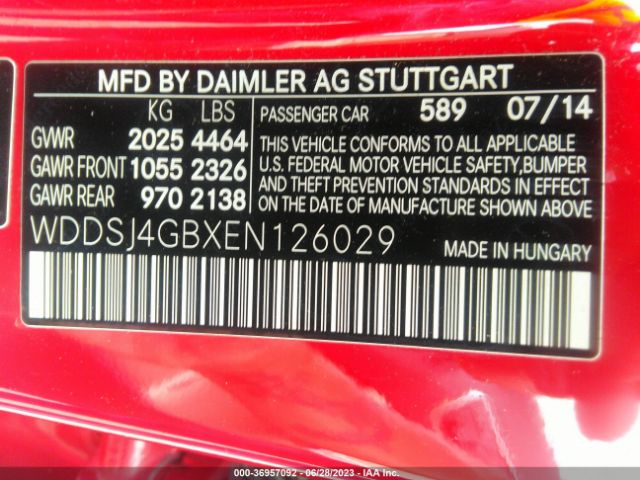 MFD BY DAIMLER AG STUTTGART
KG LBS PASSENGER CAR 589 07/14
GVWR 2025 4464
GAWR FRONT 1055 2326
GAWR REAR 970 2138
THIS VEHICLE CONFORMS TO ALL APPLICABLE
U.S. FEDERAL MOTOR VEHICLE SAFETY, BUMPER
AND THEFT PREVENTION STANDARDS IN EFFECT
ON THE DATE OF MANUFACTURE SHOWN ABOVE
WDDSJ4GBXEN126029
MADE IN HUNGARY
000-36957092 - 06/28/2023 - IAA Inc.